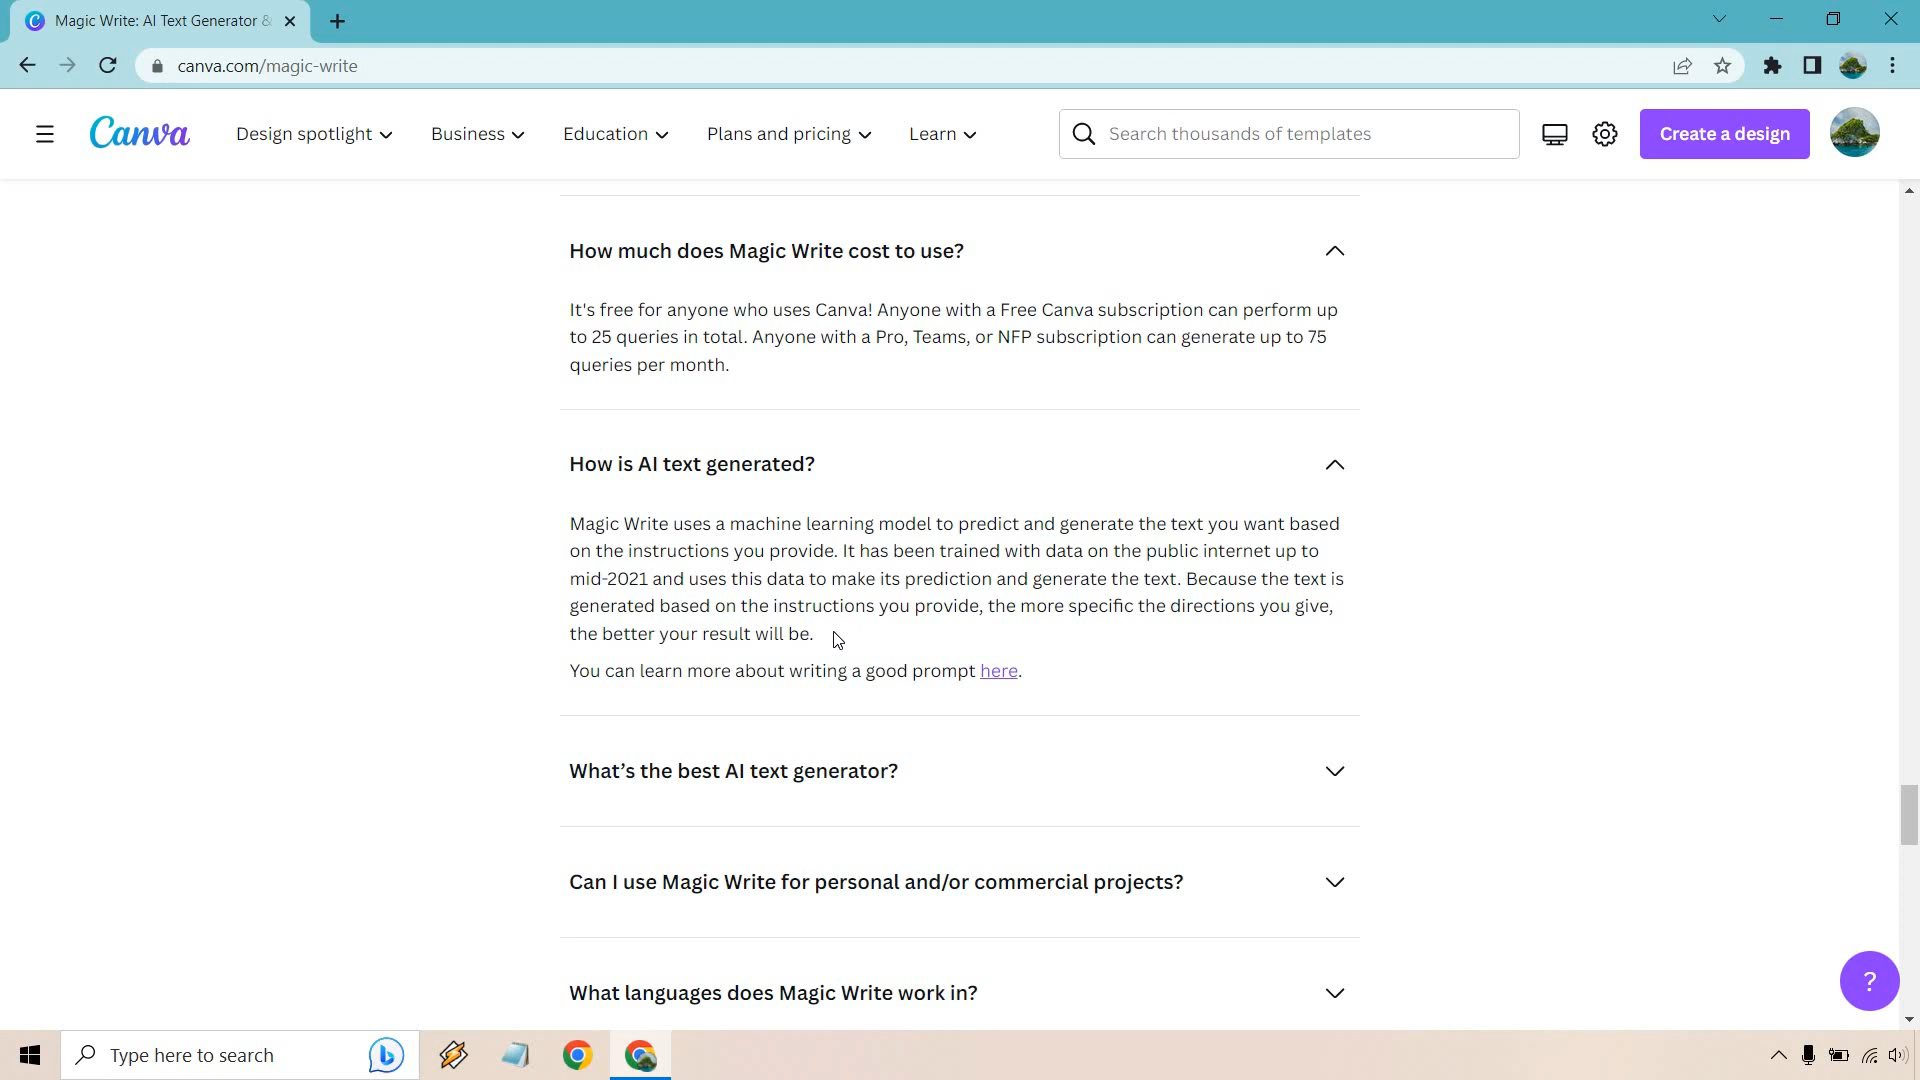 Magic Write: AI Text Generator &
canva.com/magic-write
Canva
Design spotlight
Business
Education
Plans and pricing
Learn
Search thousands of templates
Create a design
How much does Magic Write cost to use?
It's free for anyone who uses Canva! Anyone with a Free Canva subscription can perform up
to 25 queries in total. Anyone with a Pro, Teams, or NFP subscription can generate up to 75
queries per month.
How is AI text generated?
Magic Write uses a machine learning model to predict and generate the text you want based
on the instructions you provide. It has been trained with data on the public internet up to
mid-2021 and uses this data to make its prediction and generate the text. Because the text is
generated based on the instructions you provide, the more specific the directions you give,
the better your result will be.
You can learn more about writing a good prompt here.
What’s the best AI text generator?
Can I use Magic Write for personal and/or commercial projects?
What languages does Magic Write work in?
?
Type here to search